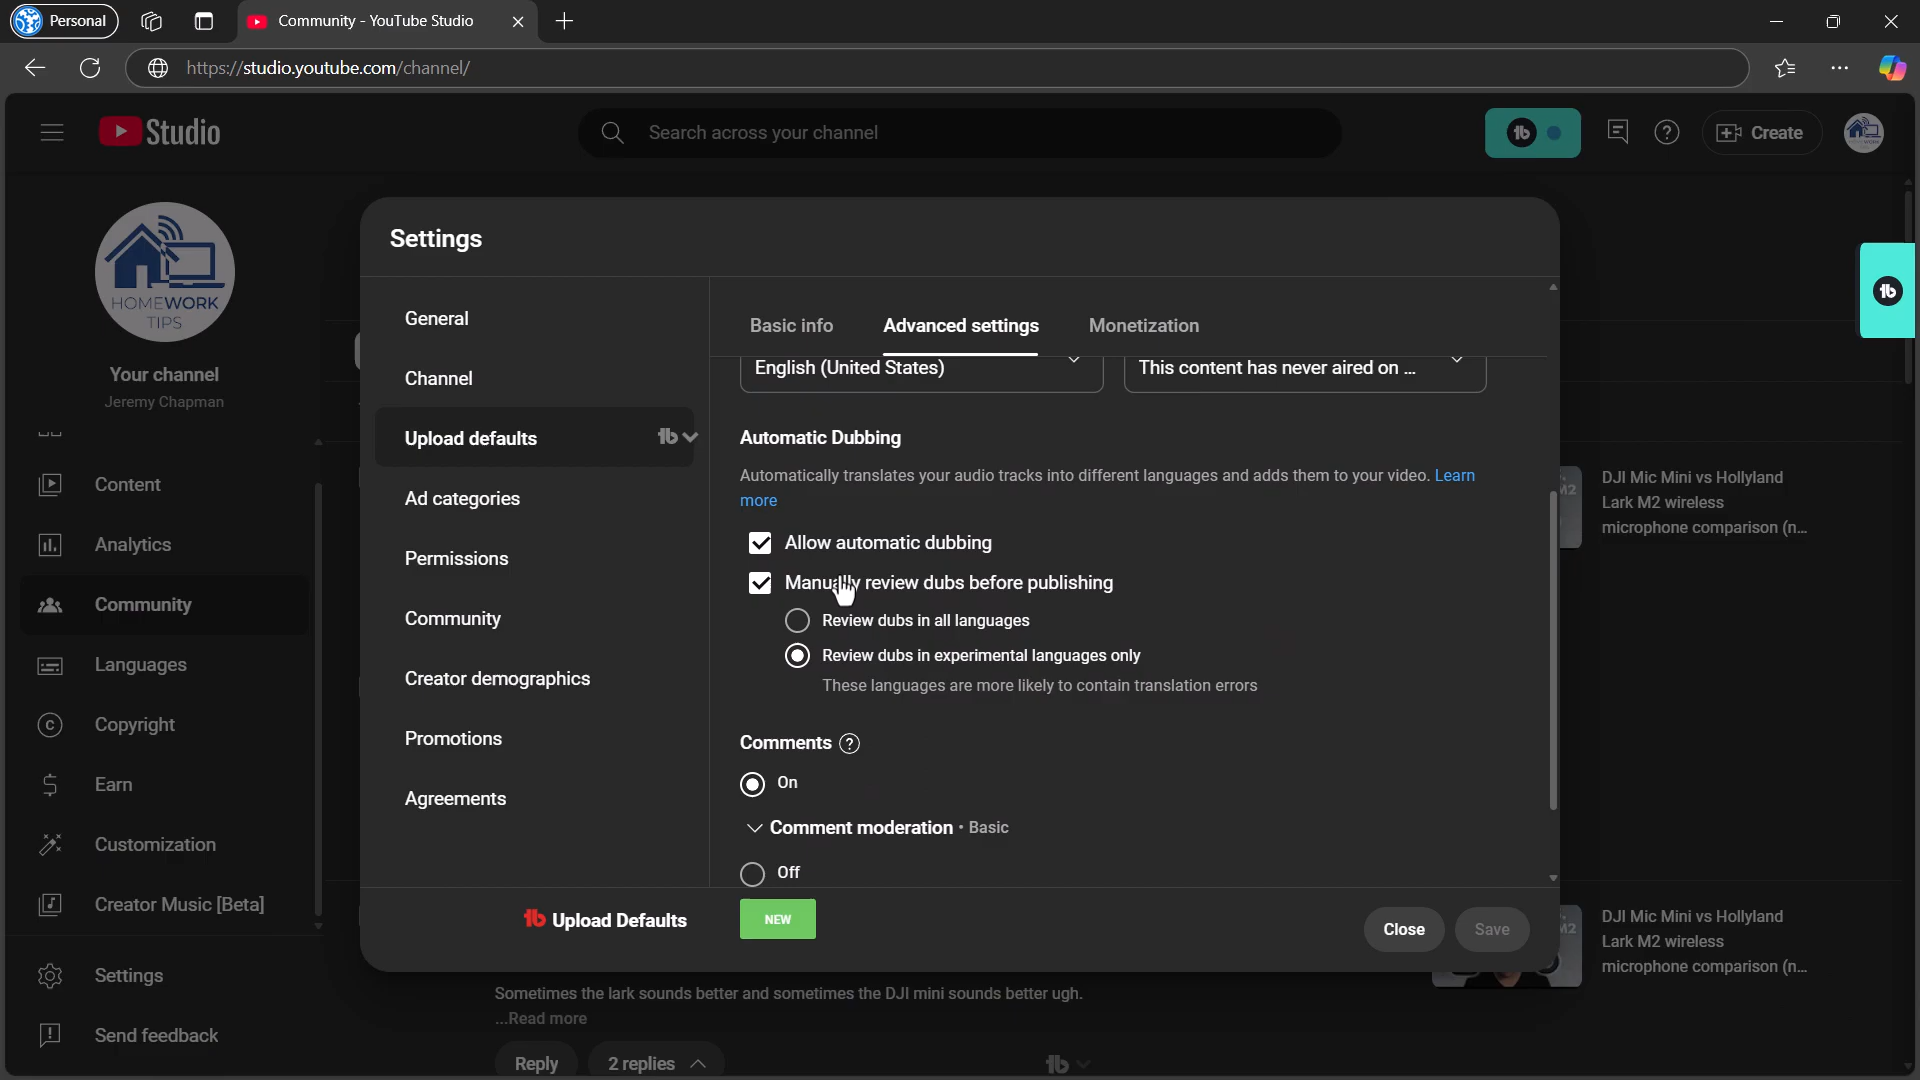 Personal
Community - YouTube Studio
https://studio.youtube.com/channel/
Studio
Search across your channel
Create
HOMEWORK
TIPS
Your channel
Jeremy Chapman
Content
Analytics
Community
Languages
Copyright
Earn
Customization
Creator Music [Beta]
Settings
Send feedback
Settings
General
Channel
Upload defaults
Ad categories
Permissions
Community
Creator demographics
Promotions
Agreements
Basic info
Advanced settings
Monetization
English (United States)
This content has never aired on ...
Automatic Dubbing
Automatically translates your audio tracks into different languages and adds them to your video. Learn
more
Allow automatic dubbing
Manually review dubs before publishing
Review dubs in all languages
Review dubs in experimental languages only
These languages are more likely to contain translation errors
Comments
On
Comment moderation • Basic
Off
Upload Defaults
NEW
Close
Save
DJI Mic Mini vs Hollyland
Lark M2 wireless
microphone comparison (n...
DJI Mic Mini vs Hollyland
Lark M2 wireless
microphone comparison (n...
Sometimes the lark sounds better and sometimes the DJI mini sounds better ugh.
...Read more
Reply
2 replies